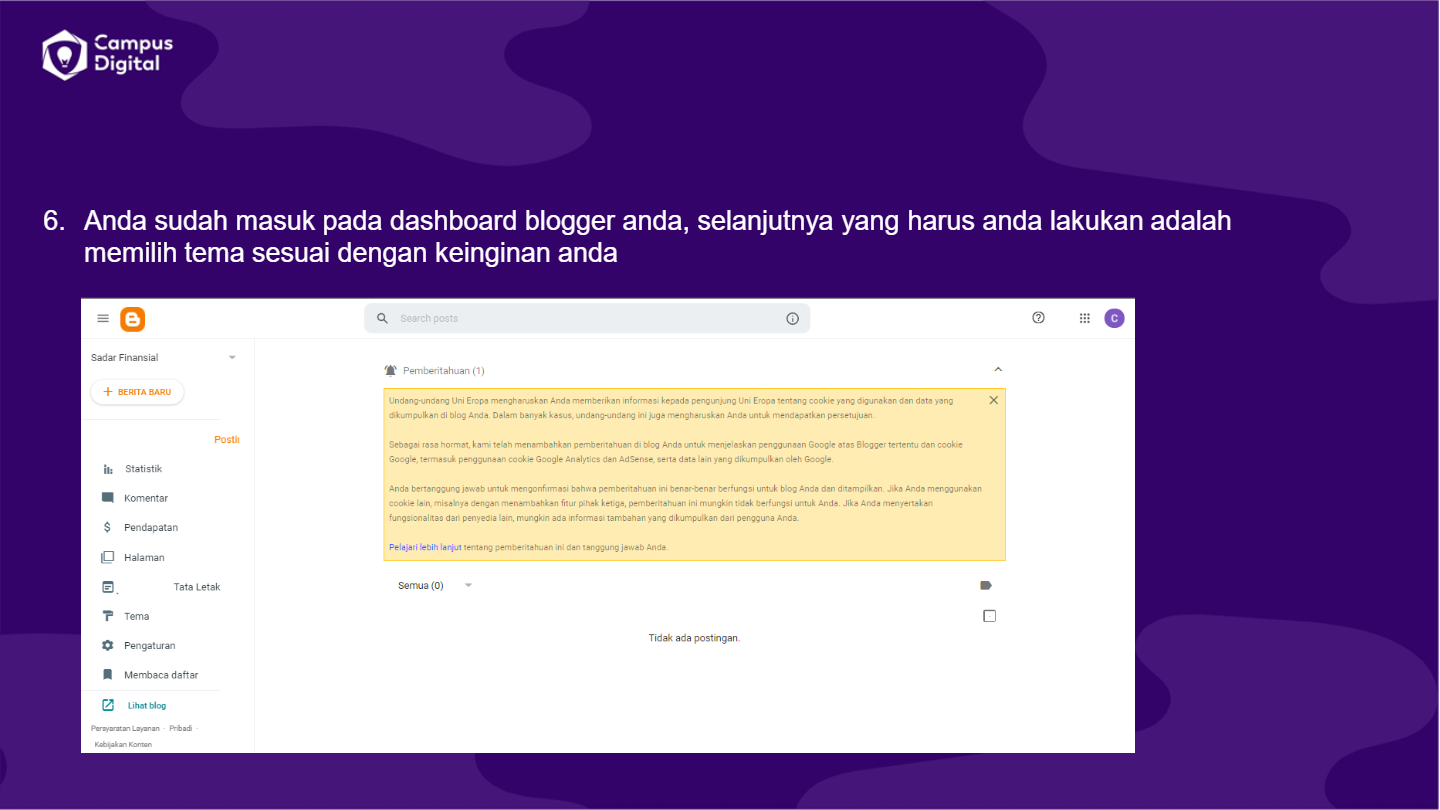 Campus
Digital
6. Anda sudah masuk pada dashboard blogger anda, selanjutnya yang harus anda lakukan adalah
memilih tema sesuai dengan keinginan anda
Search posts
C
Sadar Finansial
+ BERITA BARU
Postir
Statistik
Komentar
Pendapatan
Halaman
Tata Letak
Tema
Pengaturan
Membaca daftar
Lihat blog
Persyaratan Layanan · Pribadi ·
Kebijakan Konten
Pemberitahuan (1)
Undang-undang Uni Eropa mengharuskan Anda memberikan informasi kepada pengunjung Uni Eropa tentang cookie yang digunakan dan data yang
dikumpulkan di blog Anda. Dalam banyak kasus, undang-undang ini juga mengharuskan Anda untuk mendapatkan persetujuan.
Sebagai rasa hormat, kami telah menambahkan pemberitahuan di blog Anda untuk menjelaskan penggunaan Google atas Blogger tertentu dan cookie
Google, termasuk penggunaan cookie Google Analytics dan AdSense, serta data lain yang dikumpulkan oleh Google.
Anda bertanggung jawab untuk mengonfirmasi bahwa pemberitahuan ini benar-benar berfungsi untuk blog Anda dan ditampilkan. Jika Anda menggunakan
cookie lain, misalnya dengan menambahkan fitur pihak ketiga, pemberitahuan ini mungkin tidak berfungsi untuk Anda. Jika Anda menyertakan
fungsionalitas dari penyedia lain, mungkin ada informasi tambahan yang dikumpulkan dari pengguna Anda.
Pelajari lebih lanjut tentang pemberitahuan ini dan tanggung jawab Anda.
Semua (0)
Tidak ada postingan.